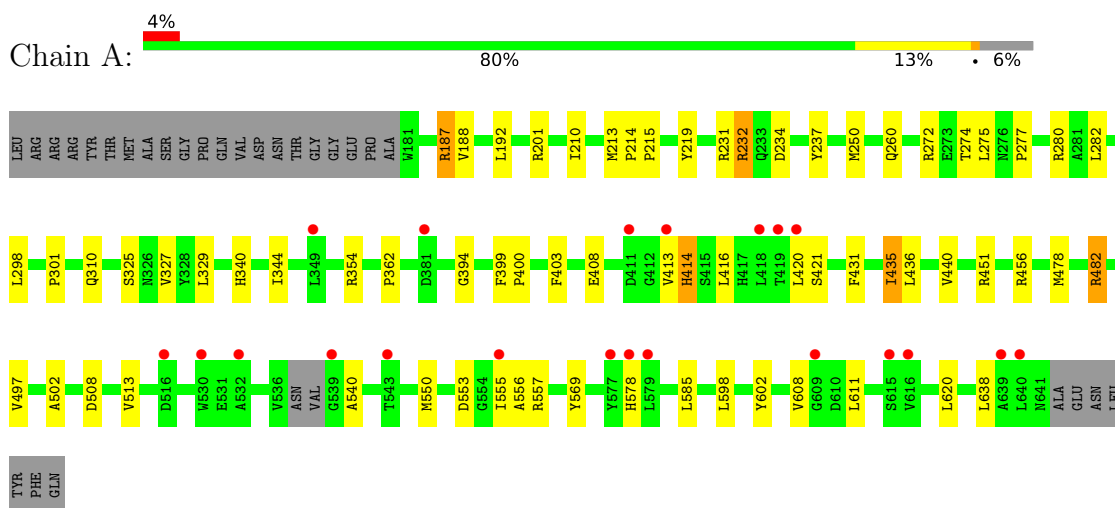 4%
Chain A:
80% 13% • 6%
LEU ARG ARG ARG TYR THR MET ALA SER GLY PRO GLN VAL ASP ASN THR GLY GLY GLU PRO ALA W181 R187 V188 L192 R201 I210 M213 P214 P215 Y219 R231 R232 Q233 D234 Y237 M250 Q260 R272 E273 T274 L275 N276 P277 R280 A281 L282
L298 P301 Q310 S325 N326 V327 Y328 L329 H340 I344 L349 R354 P362 D381 G394 F399 P400 F403 E408 D411 G412 V413 H414 S415 L416 H417 L418 T419 L420 S421 F431 I435 L436 V440 R451 R456 M478 R482
V497 A502 D508 V513 D516 W530 E531 A532 V536 ASN VAL G539 A540 T543 M550 D553 G554 I555 A556 R557 Y569 Y577 H578 L579 L585 L598 Y602 V608 G609 D610 L611 S615 V616 L620 L638 A639 L640 N641 ALA GLU ASN LEU
TYR PHE GLN